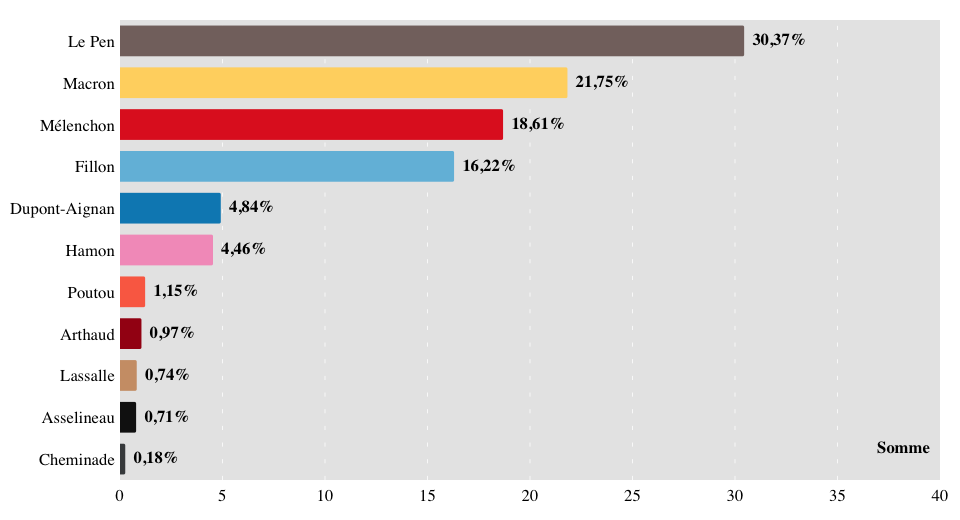 Le Pen 30,37%
Macron 21,75%
Mélenchon 18,61%
Fillon 16,22%
Dupont-Aignan 4,84%
Hamon 4,46%
Poutou 1,15%
Arthaud 0,97%
Lassalle 0,74%
Asselineau 0,71%
Somme
Cheminade 0,18%
0 5 10 15 20 25 30 35 40